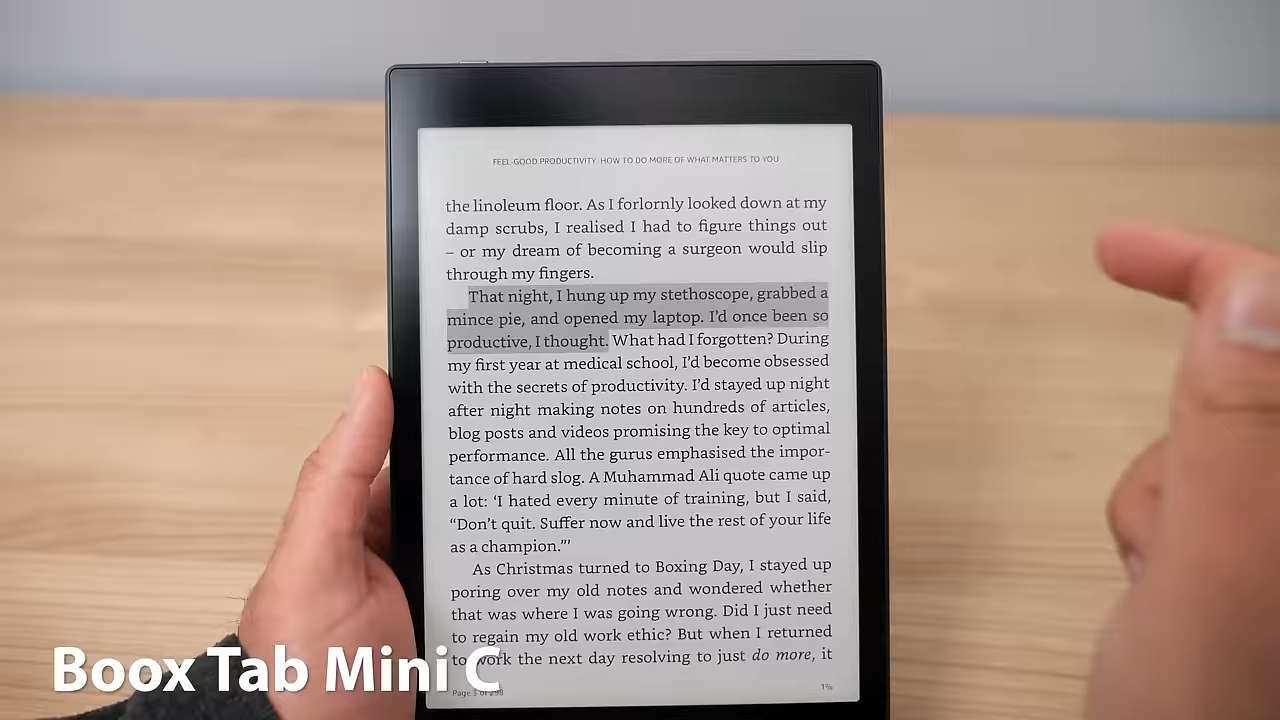 FEEL-GOOD PRODUCTIVITY: HOW TO DO MORE OF WHAT MATTERS TO YOU
the linoleum floor. As I forlornly looked down at my
damp scrubs, I realised I had to figure things out
– or my dream of becoming a surgeon would slip
through my fingers.
That night, I hung up my stethoscope, grabbed a
mince pie, and opened my laptop. I’d once been so
productive, I thought. What had I forgotten? During
my first year at medical school, I’d become obsessed
with the secrets of productivity. I’d stayed up night
after night making notes on hundreds of articles,
blog posts and videos promising the key to optimal
performance. All the gurus emphasised the impor-
tance of hard slog. A Muhammad Ali quote came up
a lot: ‘I hated every minute of training, but I said,
“Don’t quit. Suffer now and live the rest of your life
as a champion.”’
As Christmas turned to Boxing Day, I stayed up
poring over my old notes and wondered whether
that was where I was going wrong. Did I just need
to regain my old work ethic? But when I returned
to work the next day resolving to just do more, it
Page 3 of 298
1%
Boox Tab Mini C